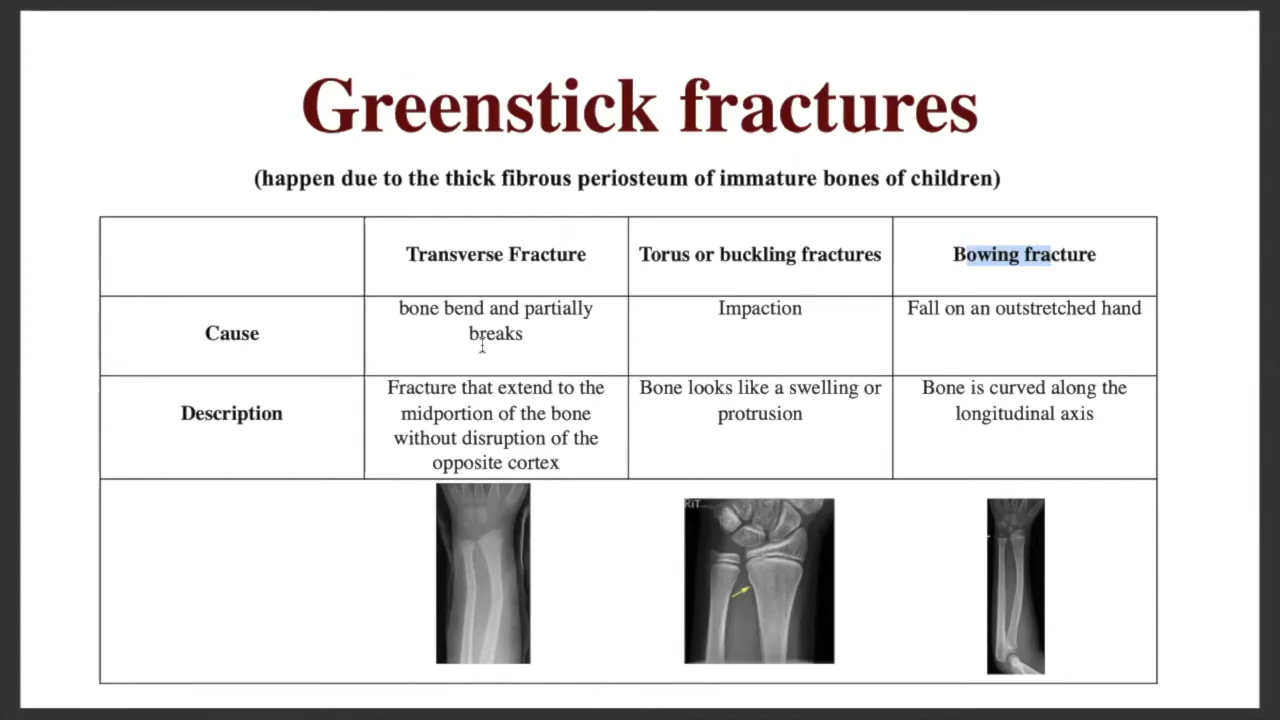 Greenstick fractures
(happen due to the thick fibrous periosteum of immature bones of children)
Transverse Fracture
Torus or buckling fractures
Bowing fracture
Cause
bone bend and partially
breaks
Impaction
Fall on an outstretched hand
Description
Fracture that extend to the
midportion of the bone
without disruption of the
opposite cortex
Bone looks like a swelling or
protrusion
Bone is curved along the
longitudinal axis